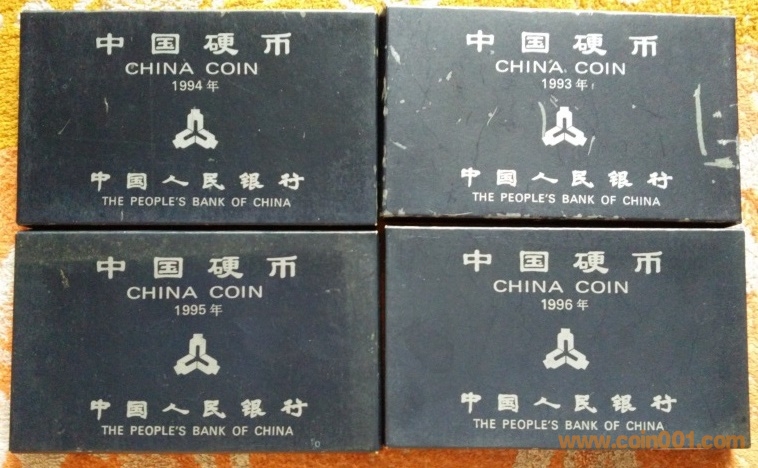 中国硬币
CHINA COIN
1994年
中国人民银行
THE PEOPLE'S BANK OF CHINA
中国硬币
CHINA COIN
1993年
中国人民银行
THE PEOPLE'S BANK OF CHINA
中国硬币
CHINA COIN
1995年
中国人民银行
THE PEOPLE'S BANK OF CHINA
中国硬币
CHINA COIN
1996年
中国人民银行
THE PEOPLE'S BANK OF CHINA
www.coin001.com